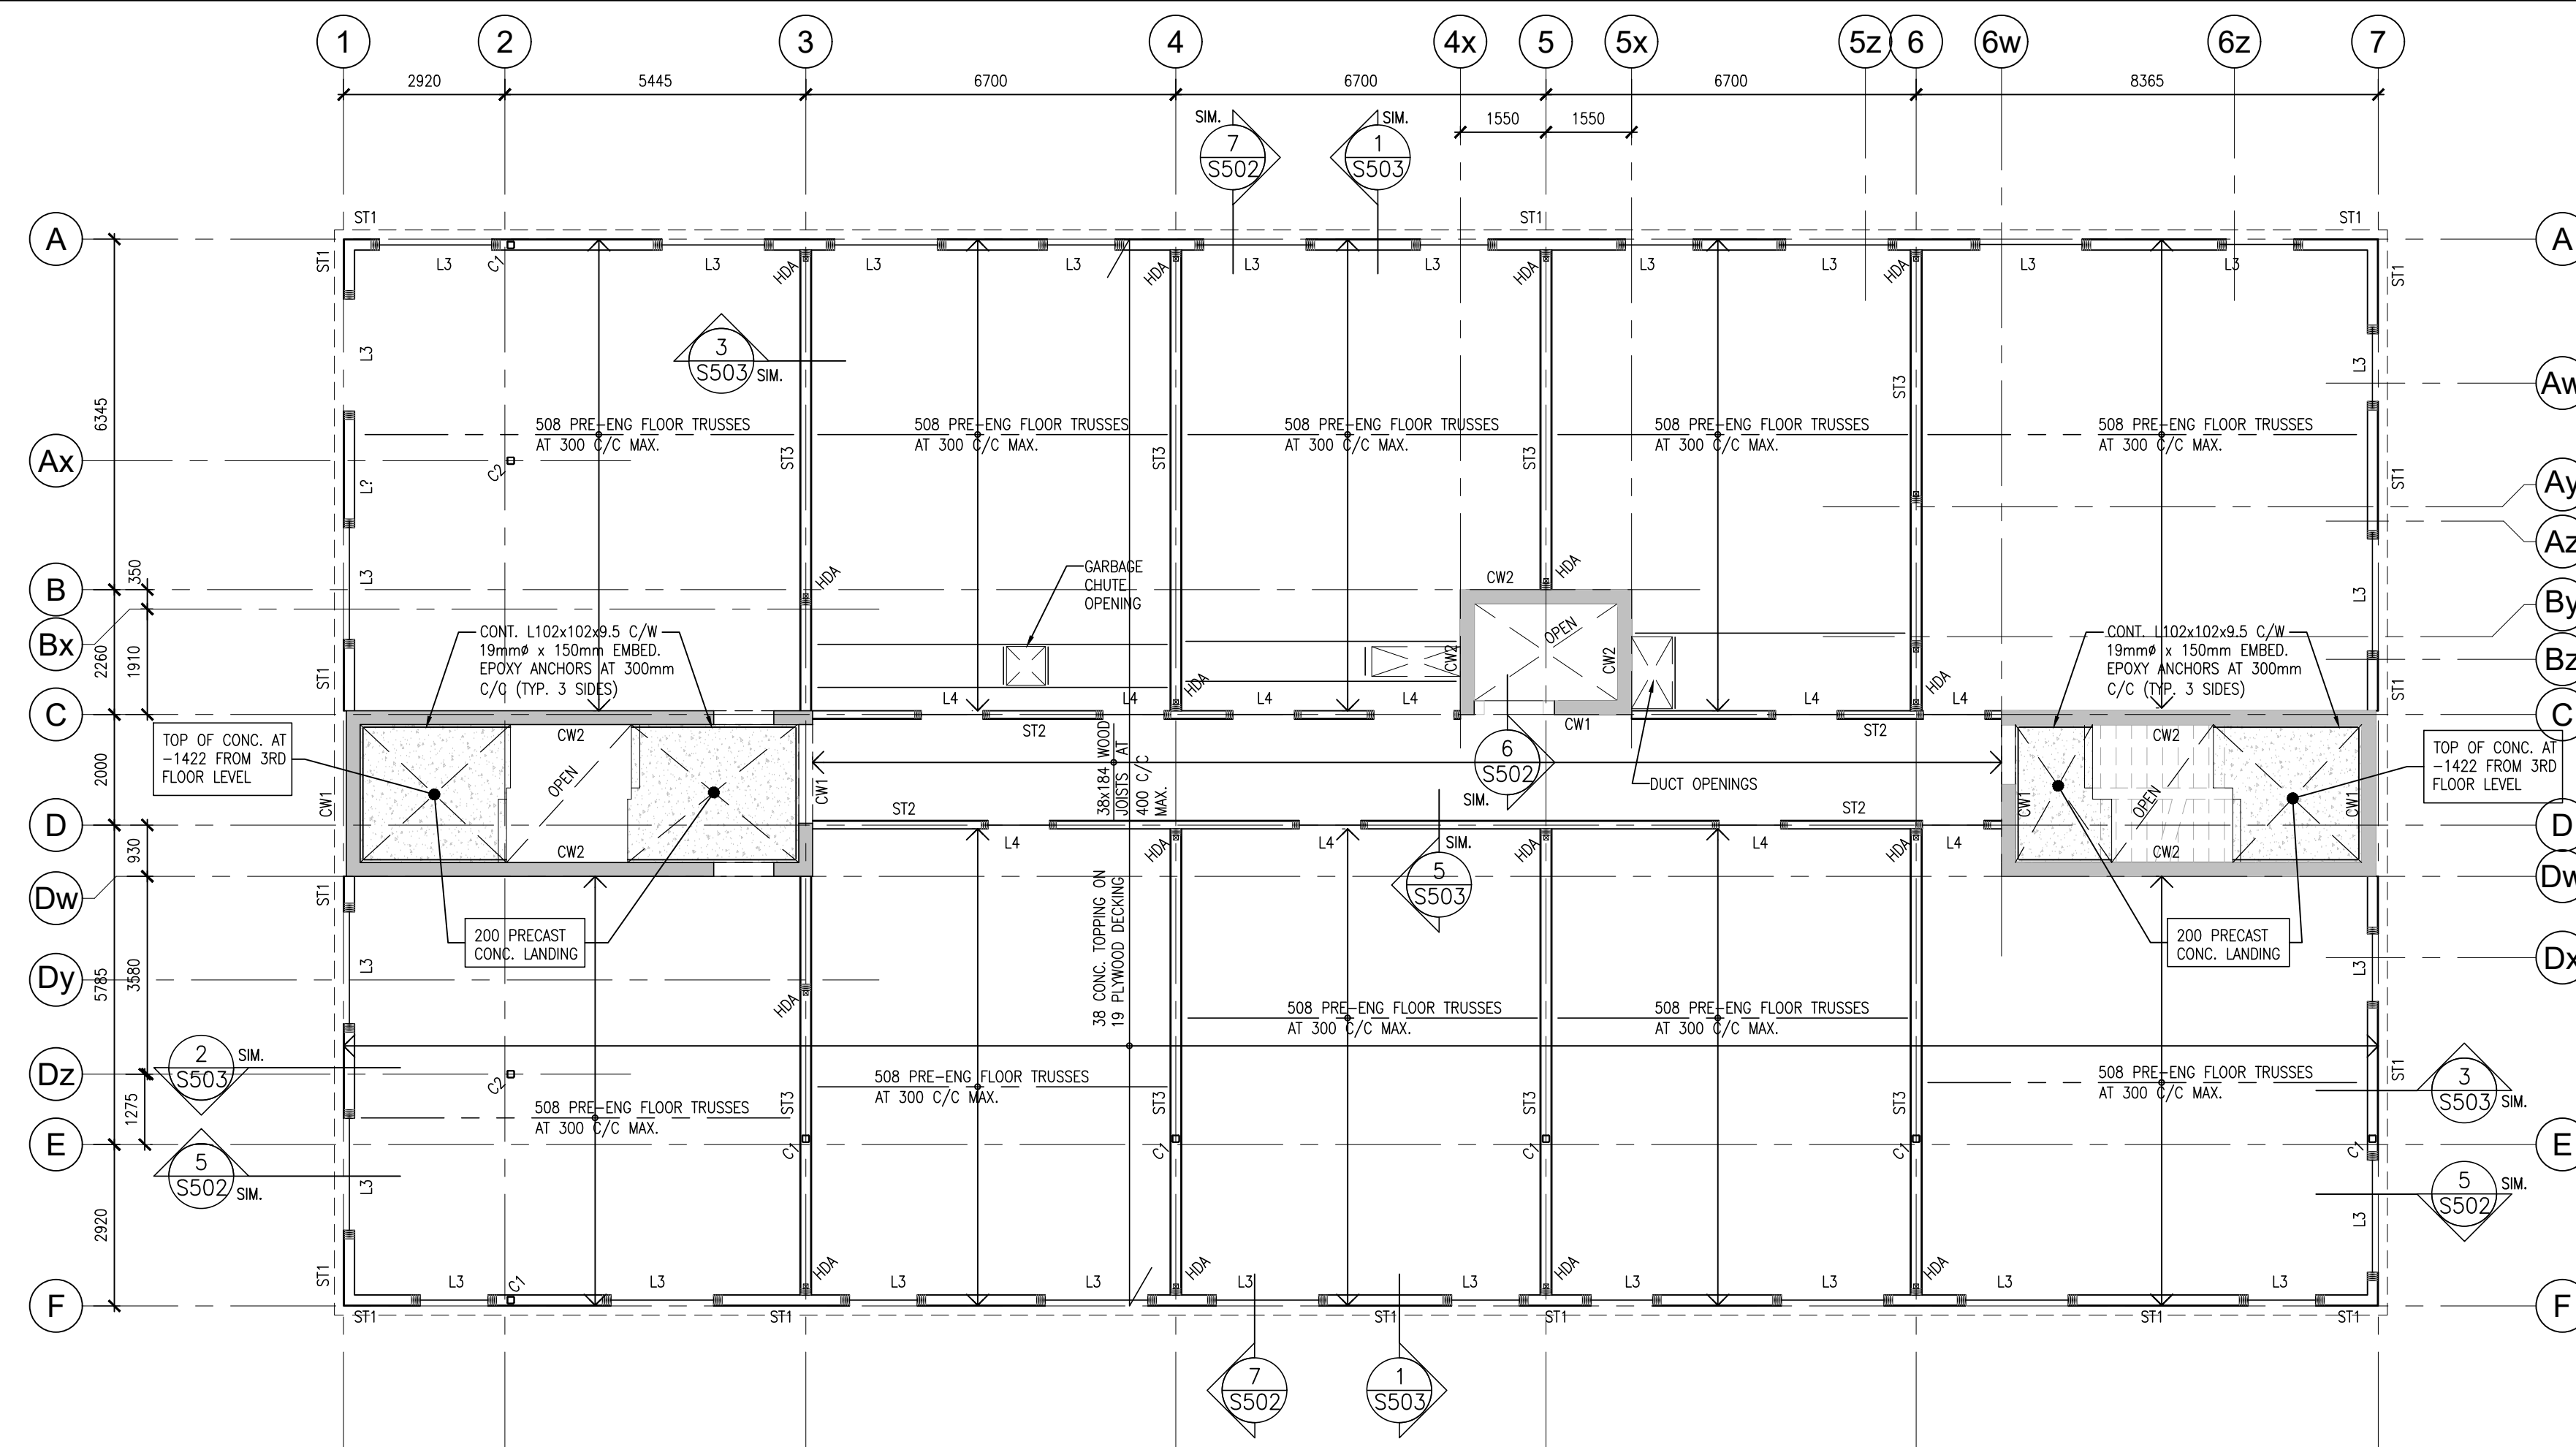 1 2 3 4 4x 5 5x 5z 6 6w 6z 7
2920 5445 6700 6700 6700 8365
1550 1550
SIM. SIM.
7 1
S502 S503
ST1 ST1 ST1
A A
ST1 L3 C1 L3 HDA L3 L3 HDA L3 L3 HDA L3 L3 HDA L3 L3 ST1
3
S503 SIM.
L3 L3
Aw
ST3
6345
508 PRE-ENG FLOOR TRUSSES
AT 300 C/C MAX.
508 PRE-ENG FLOOR TRUSSES
AT 300 C/C MAX.
508 PRE-ENG FLOOR TRUSSES
AT 300 C/C MAX.
508 PRE-ENG FLOOR TRUSSES
AT 300 C/C MAX.
508 PRE-ENG FLOOR TRUSSES
AT 300 C/C MAX.
Ax
C2 ST3 ST3 ST3 ST1
L?
Ay
Az
B
350
L3 HDA
GARBAGE
CHUTE
OPENING
CW2 HDA L3
By
Bx
2260 1910
CONT. L102x102x9.5 C/W
19mmø x 150mm EMBED.
EPOXY ANCHORS AT 300mm
C/C (TYP. 3 SIDES)
OPEN
CW2 CW2
CONT. L102x102x9.5 C/W
19mmø x 150mm EMBED.
EPOXY ANCHORS AT 300mm
C/C (TYP. 3 SIDES)
Bz
ST1 HDA HDA ST1
L4 L4 L4 L4 L4 L4
C C
ST2 CW1 ST2
TOP OF CONC. AT
-1422 FROM 3RD
FLOOR LEVEL
CW2
OPEN
CW2
CW1 CW1
2000
38x184 WOOD
JOISTS AT
400 C/C
MAX.
6
S502
SIM.
DUCT OPENINGS
CW2
OPEN
CW2
CW1 CW1
TOP OF CONC. AT
-1422 FROM 3RD
FLOOR LEVEL
D D
ST2 ST2
930
L4 HDA L4 HDA L4 HDA L4
SIM.
5
S503
Dw Dw
ST1
200 PRECAST
CONC. LANDING
38 CONC. TOPPING ON
19 PLYWOOD DECKING
200 PRECAST
CONC. LANDING
Dy Dx
L3 L3
5785 3580
HDA
508 PRE-ENG FLOOR TRUSSES
AT 300 C/C MAX.
508 PRE-ENG FLOOR TRUSSES
AT 300 C/C MAX.
2
S503
SIM.
Dz
C2
508 PRE-ENG FLOOR TRUSSES
AT 300 C/C MAX.
508 PRE-ENG FLOOR TRUSSES
AT 300 C/C MAX.
ST1
3
S503 SIM.
1275
508 PRE-ENG FLOOR TRUSSES
AT 300 C/C MAX.
ST3 ST3 ST3 ST3
E E
C1 C1 C1 C1 C1
5
S502 SIM.
L3 L3
5
S502
SIM.
2920
ST1 L3 C1 L3 HDA L3 L3 HDA L3 L3 HDA L3 L3 HDA L3 L3
F F
ST1 ST1 ST1 ST1 ST1 ST1
7 1
S502 S503